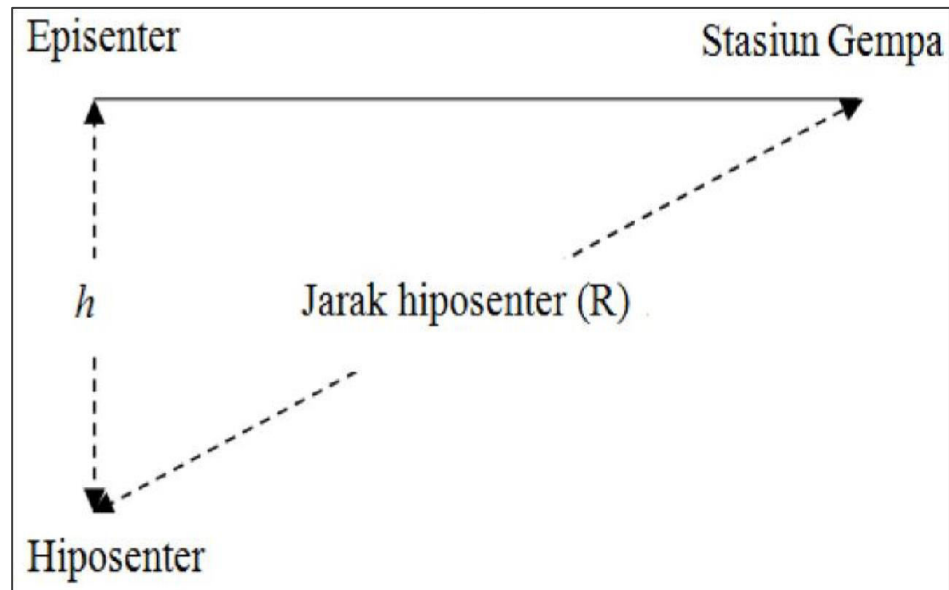 Episenter
Stasiun Gempa
h
Jarak hiposenter (R)
Hiposenter